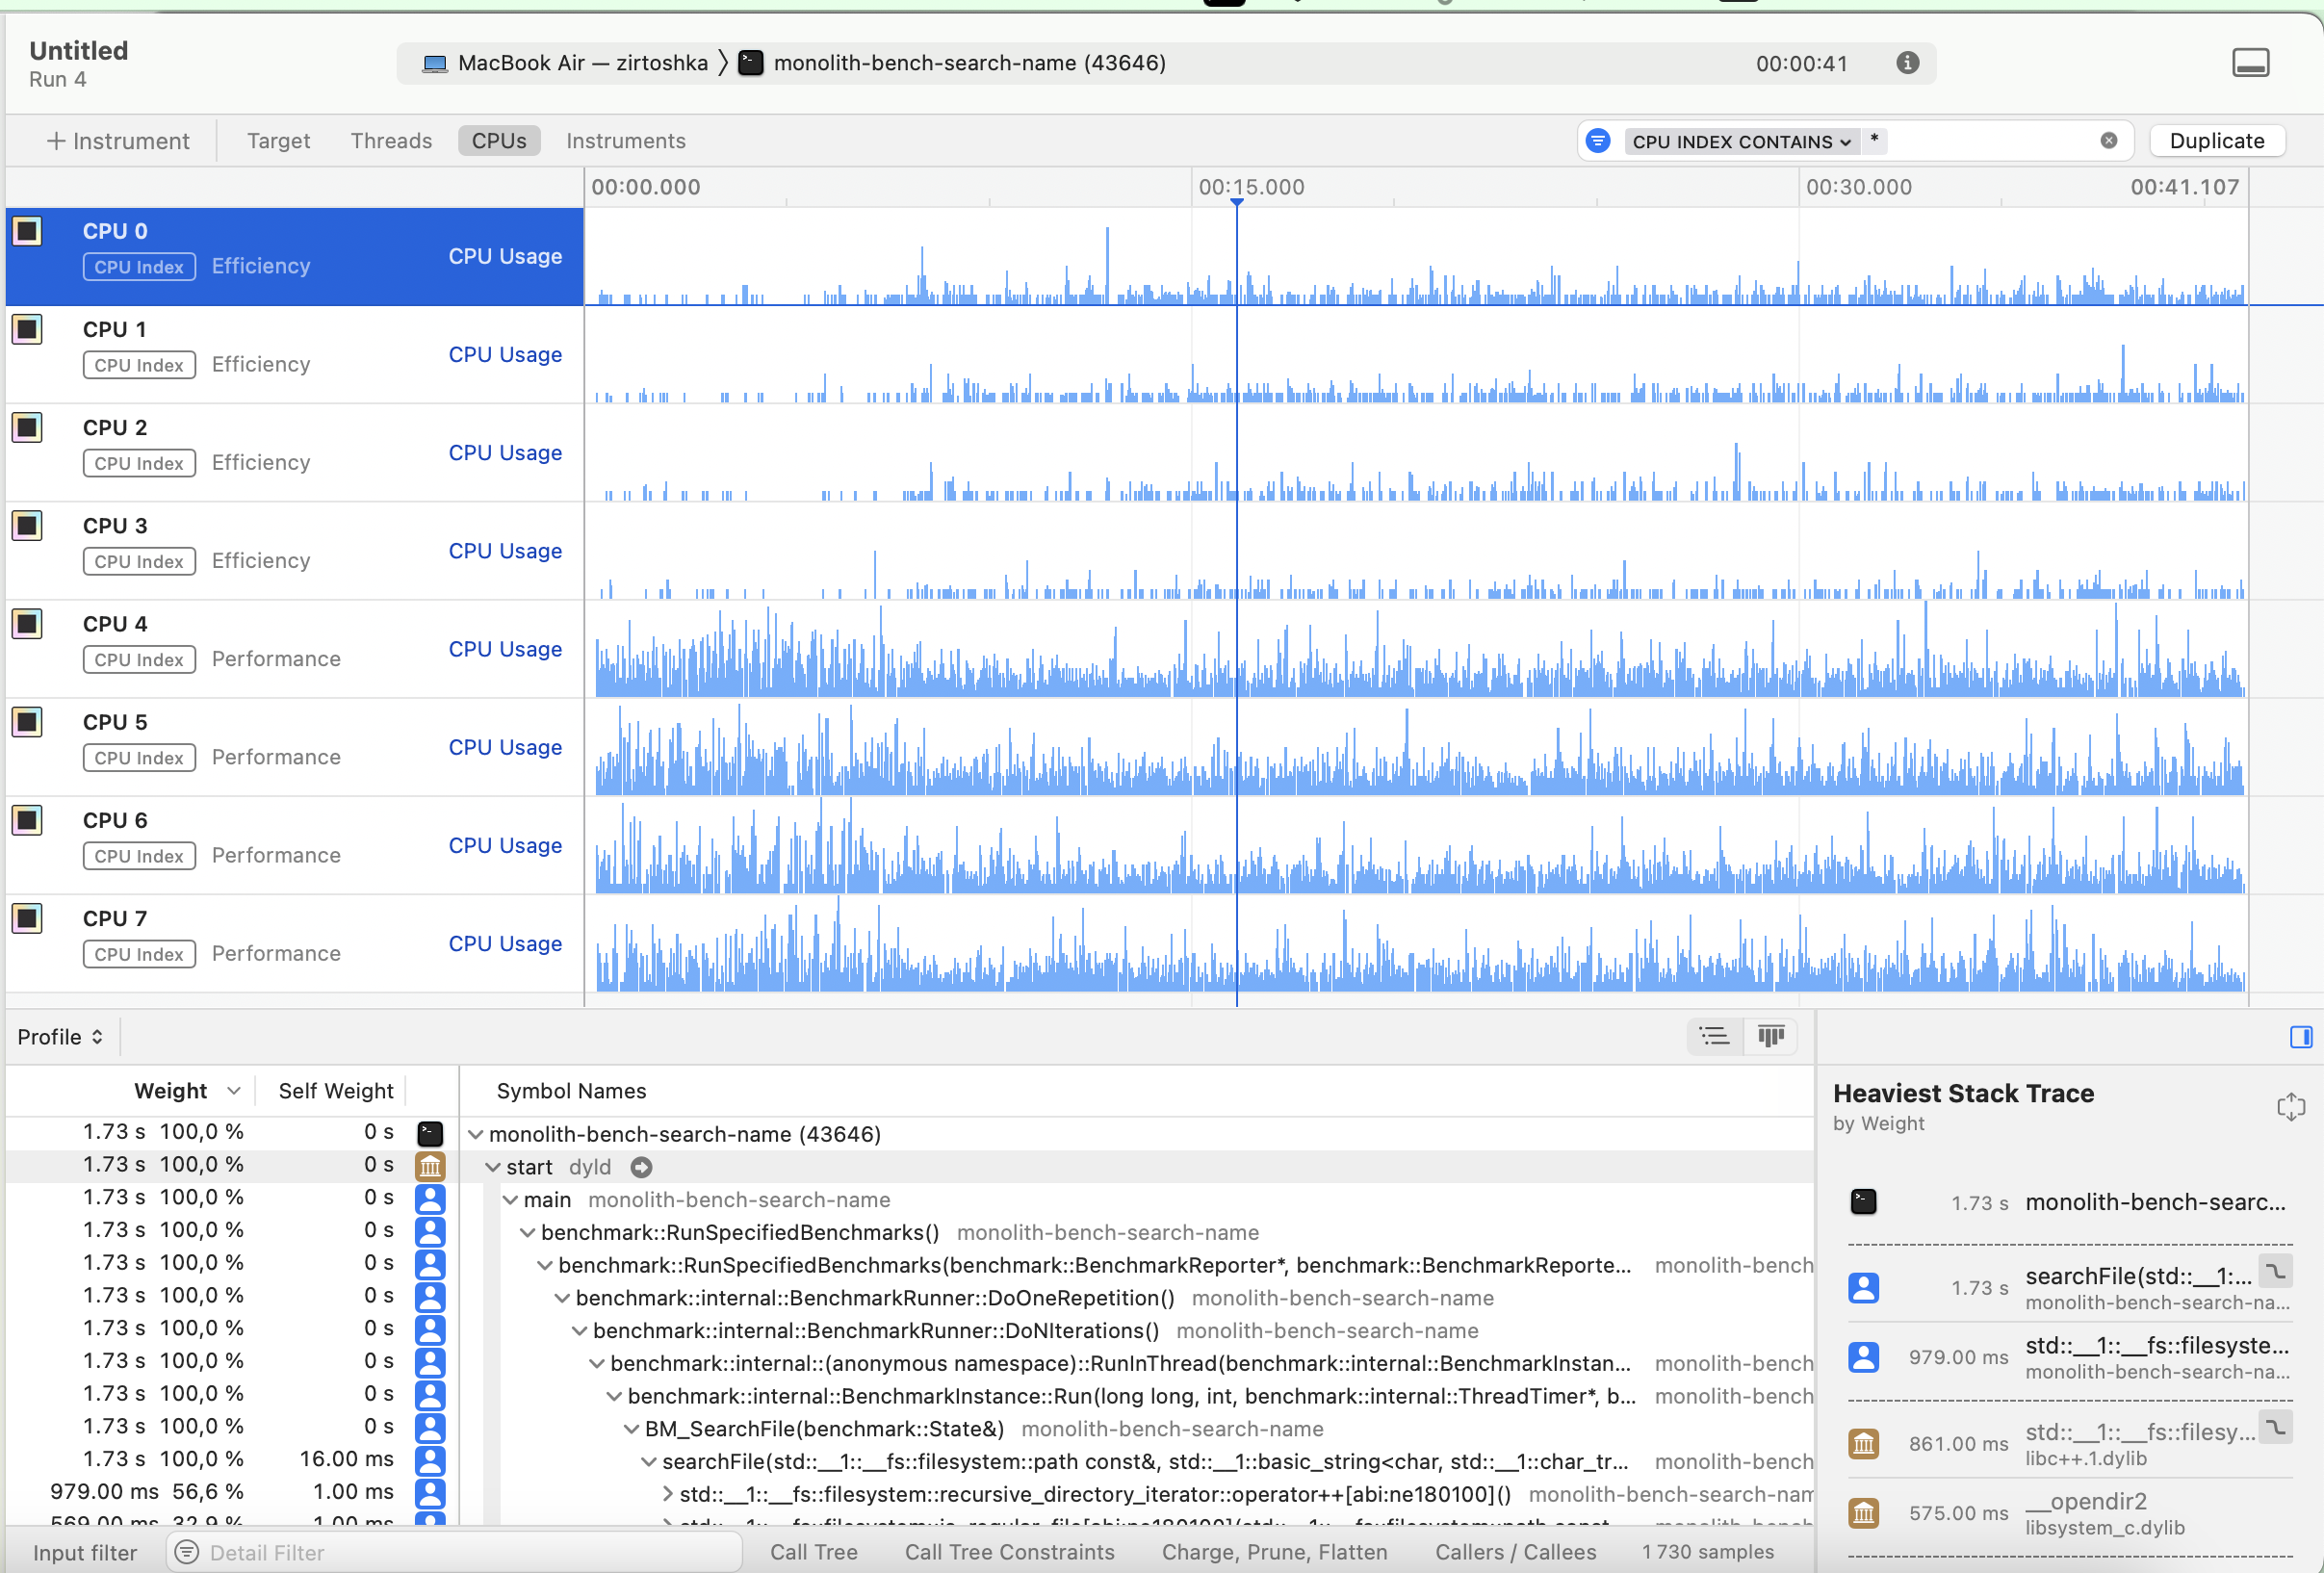 Untitled
Run 4
MacBook Air — zirtoshka 〉 monolith-bench-search-name (43646)
00:00:41
+ Instrument
Target
Threads
CPUs
Instruments
CPU INDEX CONTAINS
*
Duplicate
00:00.000
00:15.000
00:30.000
00:41.107
CPU 0
CPU Index Efficiency
CPU Usage
CPU 1
CPU Index Efficiency
CPU Usage
CPU 2
CPU Index Efficiency
CPU Usage
CPU 3
CPU Index Efficiency
CPU Usage
CPU 4
CPU Index Performance
CPU Usage
CPU 5
CPU Index Performance
CPU Usage
CPU 6
CPU Index Performance
CPU Usage
CPU 7
CPU Index Performance
CPU Usage
Profile
Weight Self Weight Symbol Names
1.73 s 100,0 % 0 s monolith-bench-search-name (43646)
1.73 s 100,0 % 0 s start dyld
1.73 s 100,0 % 0 s main monolith-bench-search-name
1.73 s 100,0 % 0 s benchmark::RunSpecifiedBenchmarks() monolith-bench-search-name
1.73 s 100,0 % 0 s benchmark::RunSpecifiedBenchmarks(benchmark::BenchmarkReporter*, benchmark::BenchmarkReporte... monolith-bench
1.73 s 100,0 % 0 s benchmark::internal::BenchmarkRunner::DoOneRepetition() monolith-bench-search-name
1.73 s 100,0 % 0 s benchmark::internal::BenchmarkRunner::DoNIterations() monolith-bench-search-name
1.73 s 100,0 % 0 s benchmark::internal::(anonymous namespace)::RunInThread(benchmark::internal::BenchmarkInstan... monolith-bench
1.73 s 100,0 % 0 s benchmark::internal::BenchmarkInstance::Run(long long, int, benchmark::internal::ThreadTimer*, b... monolith-bench
1.73 s 100,0 % 0 s BM_SearchFile(benchmark::State&) monolith-bench-search-name
1.73 s 100,0 % 16.00 ms searchFile(std::__1::__fs::filesystem::path const&, std::__1::basic_string<char, std::__1::char_tr... monolith-bench
979.00 ms 56,6 % 1.00 ms std::__1::__fs::filesystem::recursive_directory_iterator::operator++[abi:ne180100]() monolith-bench-search-nam
569.00 ms 32,9 % 1.00 ms
Heaviest Stack Trace
by Weight
1.73 s monolith-bench-searc...
1.73 s searchFile(std::__1:...
monolith-bench-search-na...
979.00 ms std::__1::__fs::filesyste...
monolith-bench-search-na...
861.00 ms std::__1::__fs::filesy...
libc++.1.dylib
575.00 ms __opendir2
libsystem_c.dylib
Input filter
Detail Filter
Call Tree
Call Tree Constraints
Charge, Prune, Flatten
Callers / Callees
1 730 samples